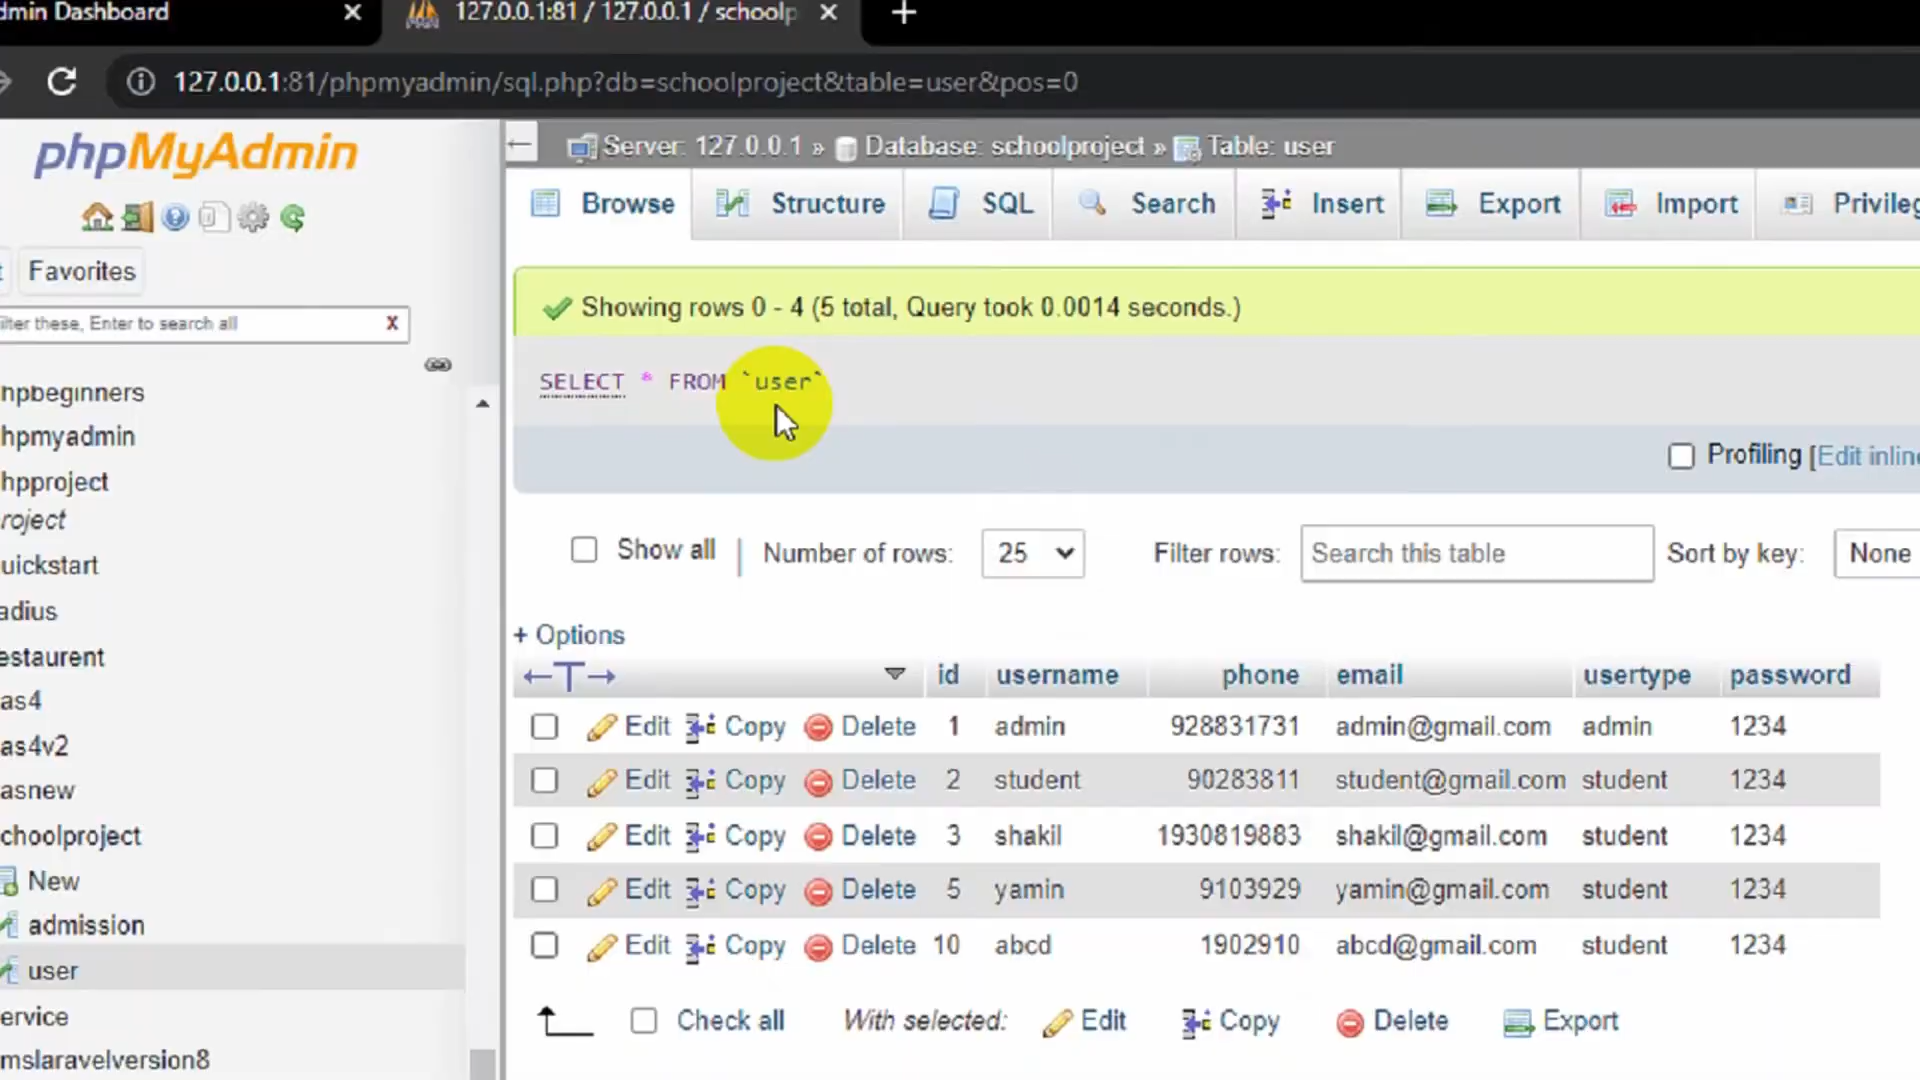 dmin Dashboard
127.0.0.1:81 / 127.0.0.1 / schoolp
127.0.0.1:81/phpmyadmin/sql.php?db=schoolproject&table=user&pos=0
phpMyAdmin
Favorites
ilter these, Enter to search all X
hpbeginners
hpmyadmin
hpproject
roject
uickstart
adius
estaurent
as4
as4v2
asnew
choolproject
New
admission
user
ervice
mslaravelversion8
Server: 127.0.0.1 » Database: schoolproject » Table: user
Browse Structure SQL Search Insert Export Import Privileg
Showing rows 0 - 4 (5 total, Query took 0.0014 seconds.)
SELECT * FROM `user`
Profiling [Edit inline
Show all | Number of rows: 25 Filter rows: Search this table Sort by key: None
+ Options
←T→ id username phone email usertype password
Edit Copy Delete 1 admin 928831731 admin@gmail.com admin 1234
Edit Copy Delete 2 student 90283811 student@gmail.com student 1234
Edit Copy Delete 3 shakil 1930819883 shakil@gmail.com student 1234
Edit Copy Delete 5 yamin 9103929 yamin@gmail.com student 1234
Edit Copy Delete 10 abcd 1902910 abcd@gmail.com student 1234
Check all With selected: Edit Copy Delete Export